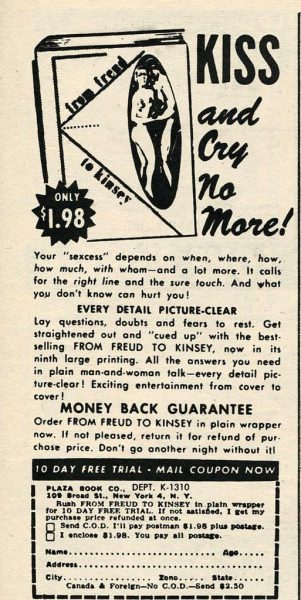 KISS
and
Cry
No
More!
from freud
to kinsey
ONLY
$1.98
Your "sexcess" depends on when, where, how,
how much, with whom—and a lot more. It calls
for the right line and the sure touch. And what
you don't know can hurt you!
EVERY DETAIL PICTURE-CLEAR
Lay questions, doubts and fears to rest. Get
straightened out and "cued up" with the best-
selling FROM FREUD TO KINSEY, now in its
ninth large printing. All the answers you need
in plain man-and-woman talk—every detail pic-
ture-clear! Exciting entertainment from cover to
cover!
MONEY BACK GUARANTEE
Order FROM FREUD TO KINSEY in plain wrapper
now. If not pleased, return it for refund of pur-
chase price. Don't go another night without it!
10 DAY FREE TRIAL • MAIL COUPON NOW
PLAZA BOOK CO., DEPT. K-1310
109 Broad St., New York 4, N. Y.
Rush FROM FREUD TO KINSEY in plain wrapper
for 10 DAY FREE TRIAL. If not satisfied, I get my
purchase price refunded at once.
Send C.O.D. I'll pay postman $1.98 plus postage.
I enclose $1.98. You pay all postage.
Name........ Age.....
Address........
City........ Zone..... State........
Canada & Foreign—No C.O.D.—Send $2.50